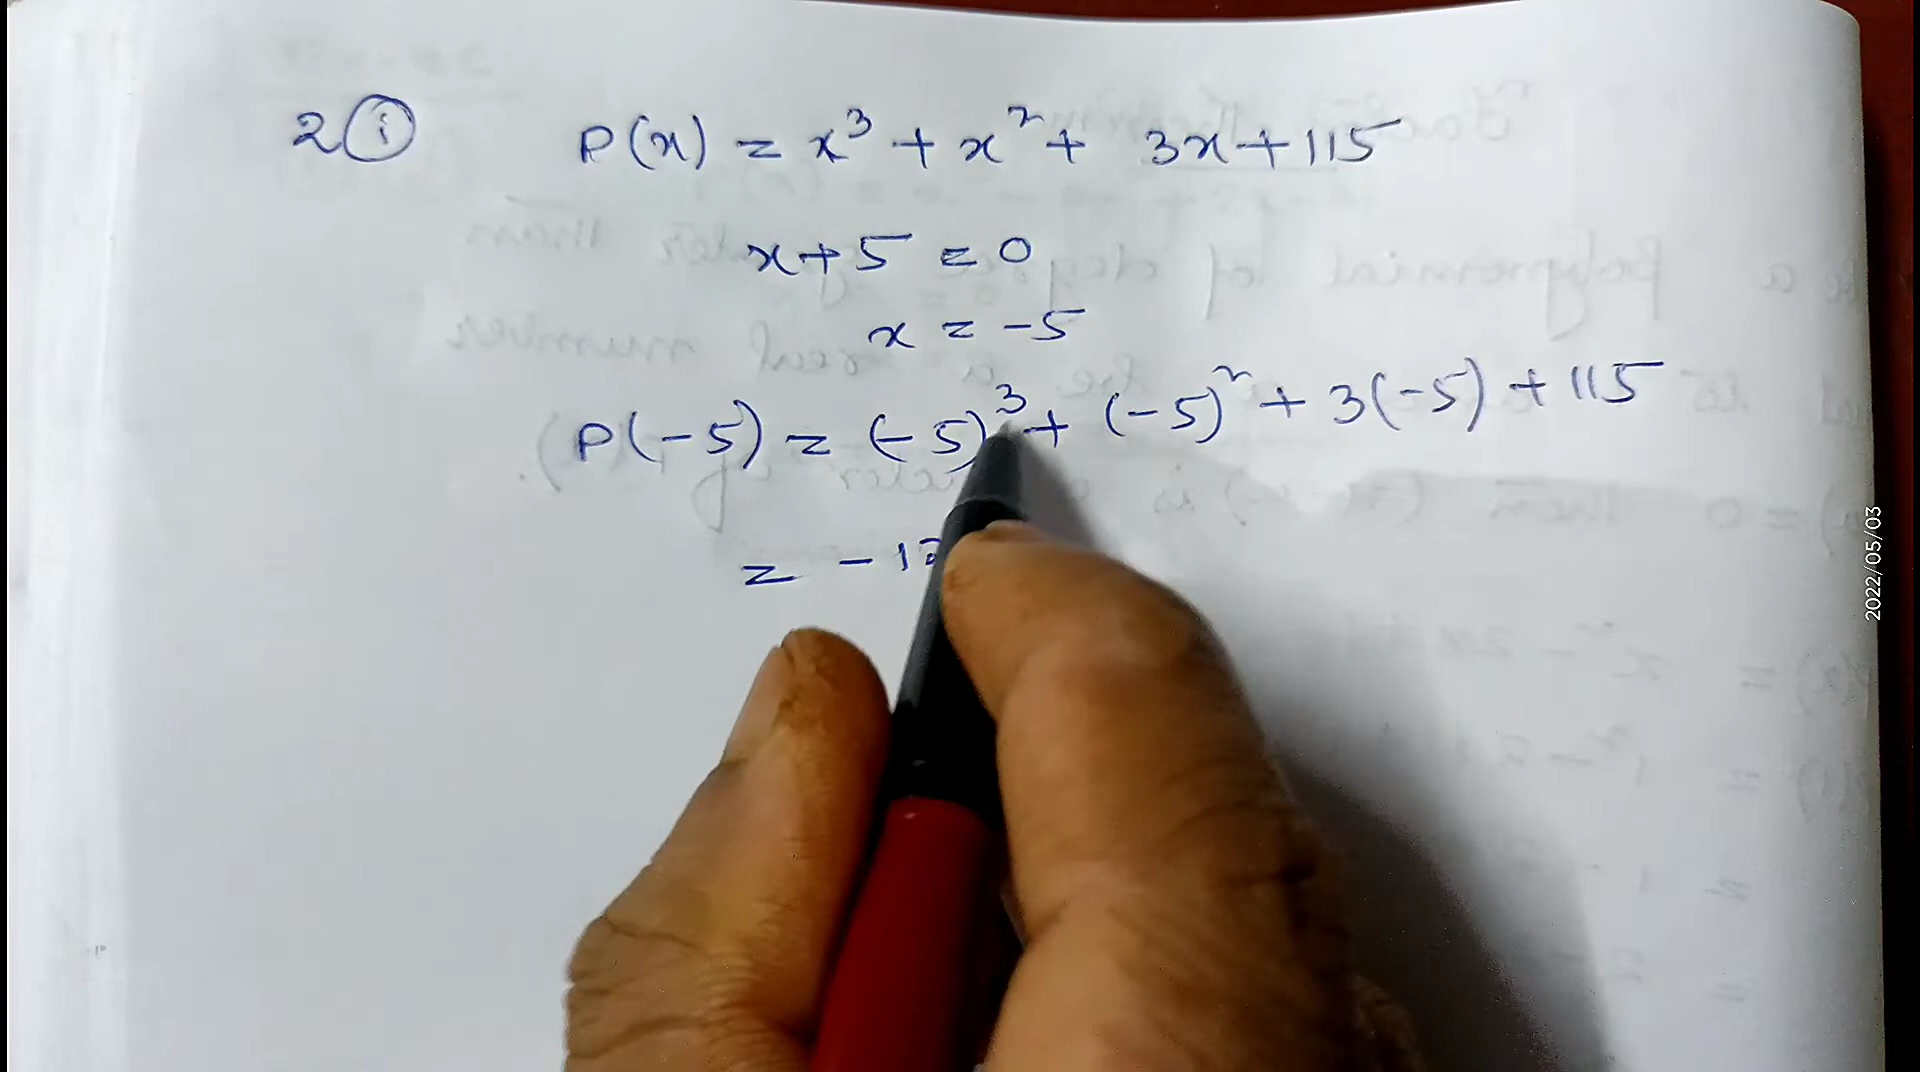 2 (i) P(x) = x³ + x² + 3x + 115
x + 5 = 0
x = -5
P(-5) = (-5)³ + (-5)² + 3(-5) + 115
= -12
2022/05/03